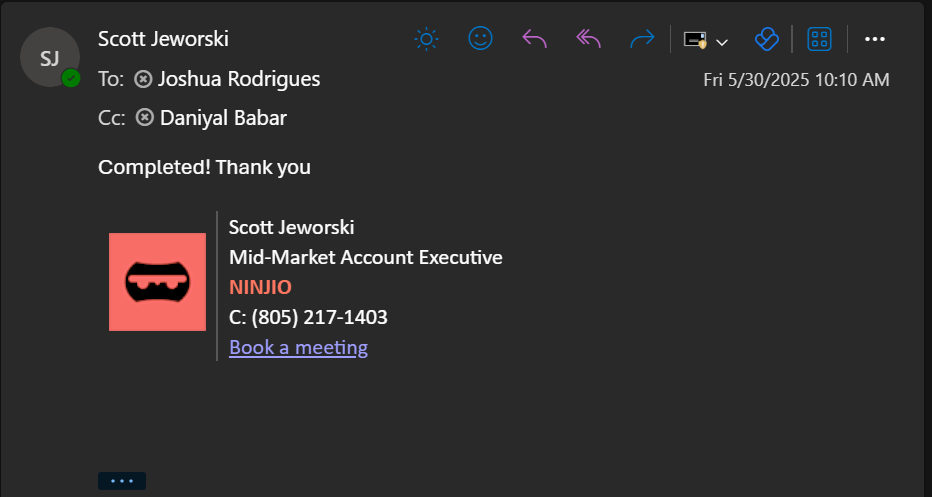 SJ
Scott Jeworski
To: Joshua Rodrigues
Fri 5/30/2025 10:10 AM
Cc: Daniyal Babar
Completed! Thank you
Scott Jeworski
Mid-Market Account Executive
NINJIO
C: (805) 217-1403
Book a meeting